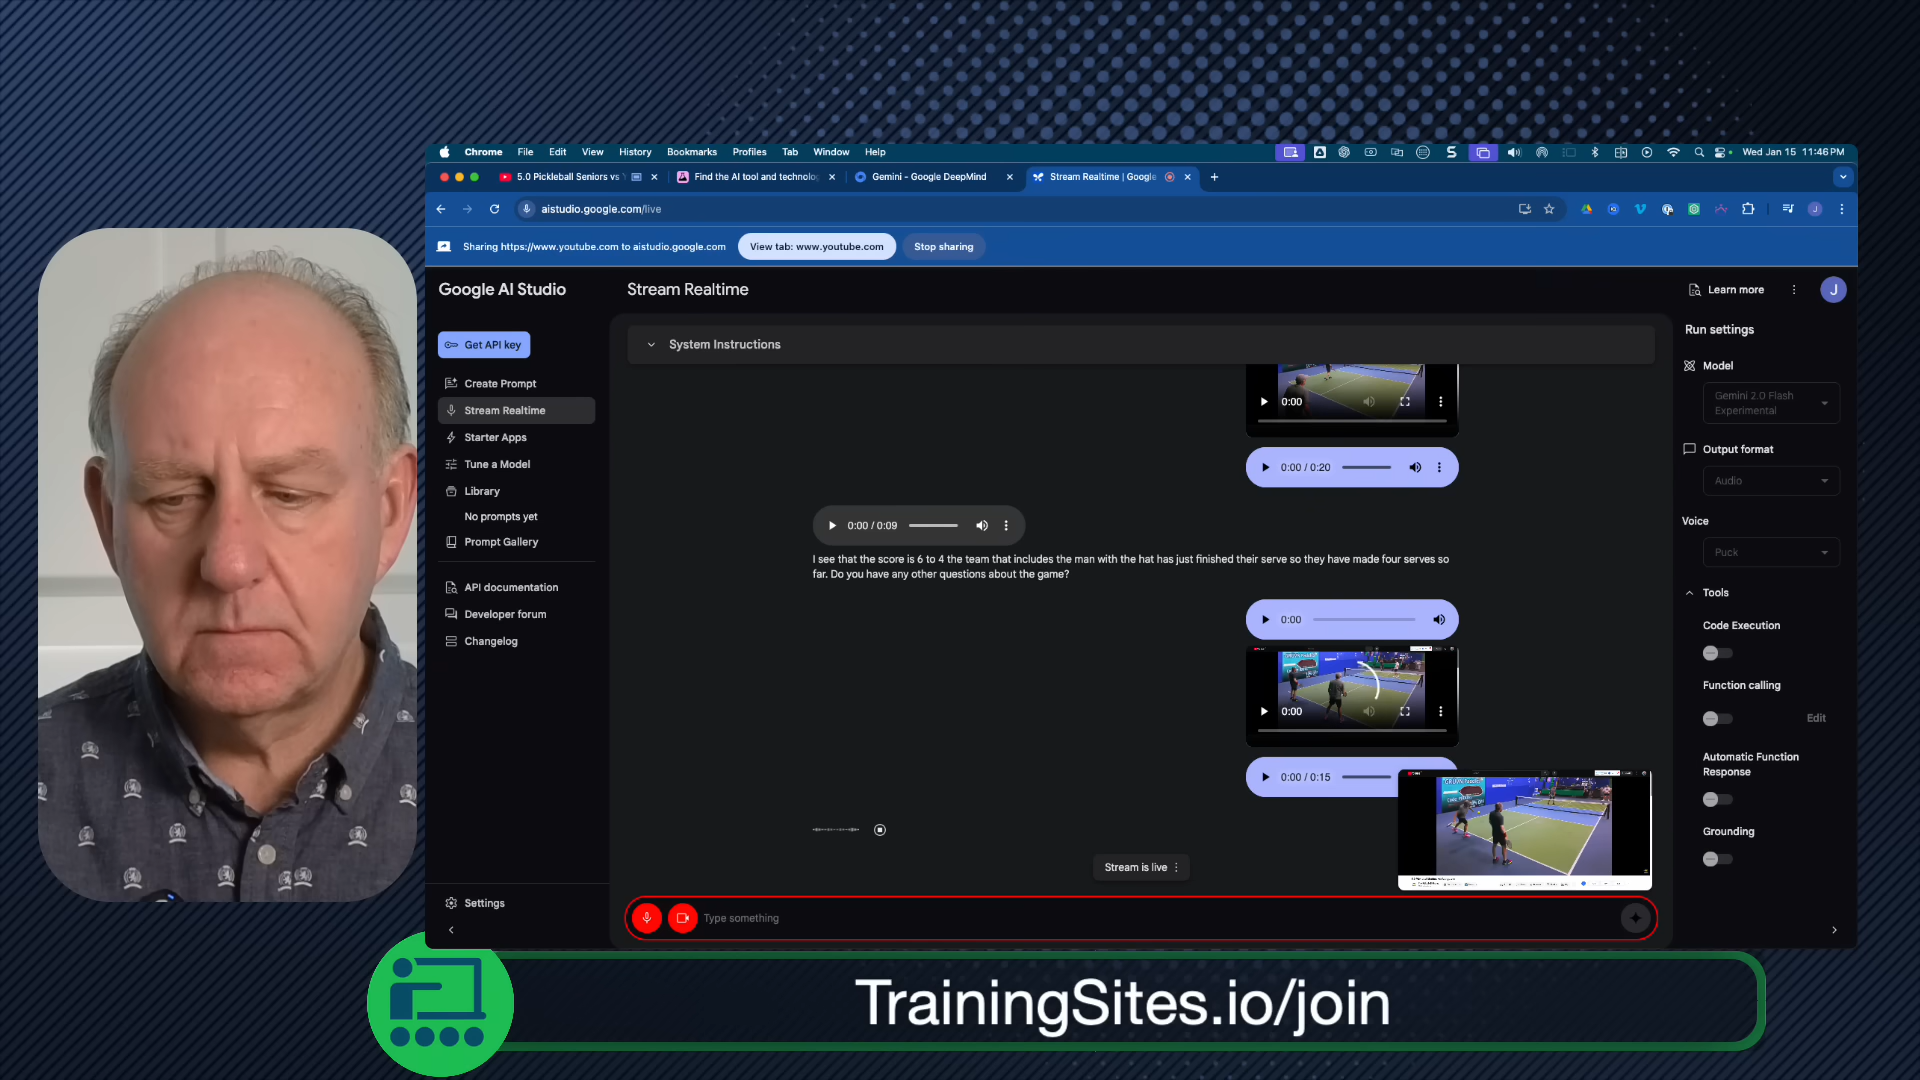 Chrome File Edit View History Bookmarks Profiles Tab Window Help
Wed Jan 15 11:46 PM
5.0 Pickleball Seniors vs
Find the AI tool and technolo
Gemini - Google DeepMind
Stream Realtime | Google
aistudio.google.com/live
Sharing https://www.youtube.com to aistudio.google.com
View tab: www.youtube.com
Stop sharing
Google AI Studio
Stream Realtime
Learn more
J
Get API key
Create Prompt
Stream Realtime
Starter Apps
Tune a Model
Library
No prompts yet
Prompt Gallery
API documentation
Developer forum
Changelog
Settings
System Instructions
0:00
0:00 / 0:20
0:00 / 0:09
I see that the score is 6 to 4 the team that includes the man with the hat has just finished their serve so they have made four serves so
far. Do you have any other questions about the game?
0:00
0:00
0:00 / 0:15
Stream is live
Type something
Run settings
Model
Gemini 2.0 Flash
Experimental
Output format
Audio
Voice
Puck
Tools
Code Execution
Function calling
Edit
Automatic Function
Response
Grounding
TrainingSites.io/join